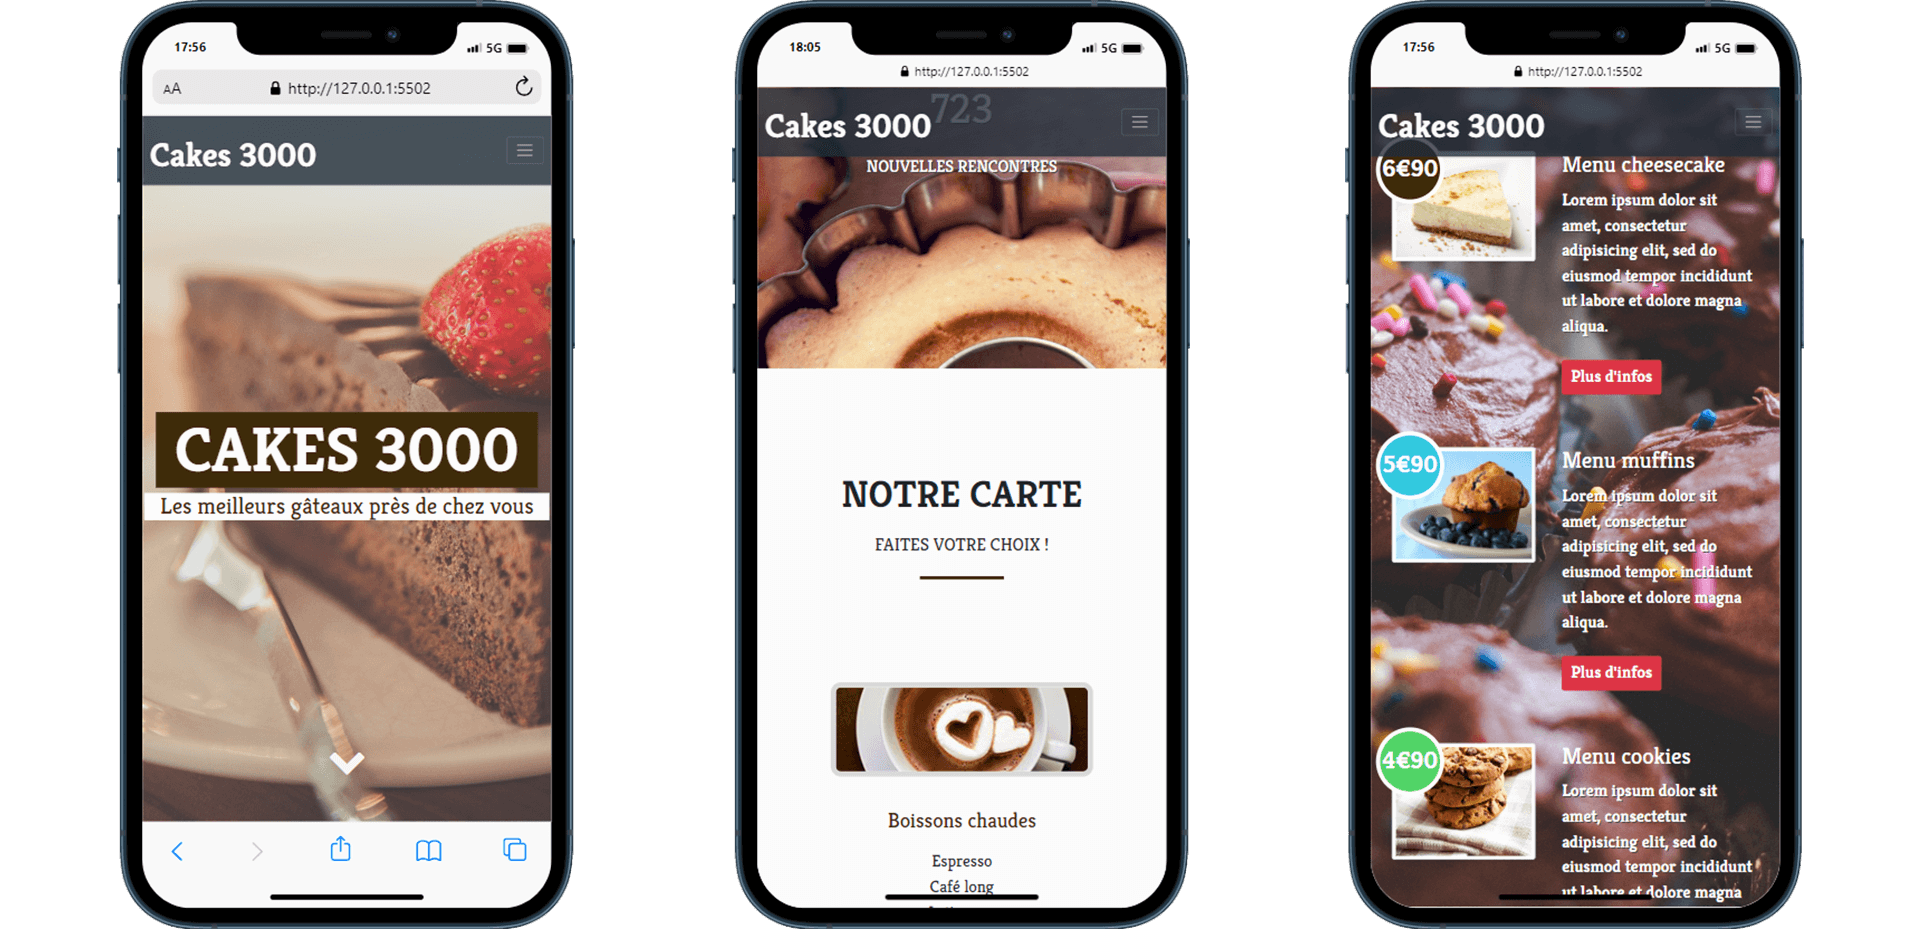 17:56
5G
AA
http://127.0.0.1:5502
Cakes 3000
CAKES 3000
Les meilleurs gâteaux près de chez vous
18:05
5G
http://127.0.0.1:5502
723
Cakes 3000
NOUVELLES RENCONTRES
NOTRE CARTE
FAITES VOTRE CHOIX !
Boissons chaudes
Espresso
Café long
17:56
5G
http://127.0.0.1:5502
Cakes 3000
6€90
Menu cheesecake
Lorem ipsum dolor sit
amet, consectetur
adipisicing elit, sed do
eiusmod tempor incididunt
ut labore et dolore magna
aliqua.
Plus d'infos
5€90
Menu muffins
Lorem ipsum dolor sit
amet, consectetur
adipisicing elit, sed do
eiusmod tempor incididunt
ut labore et dolore magna
aliqua.
Plus d'infos
4€90
Menu cookies
Lorem ipsum dolor sit
amet, consectetur
adipisicing elit, sed do
eiusmod tempor incididunt
ut labore et dolore magna